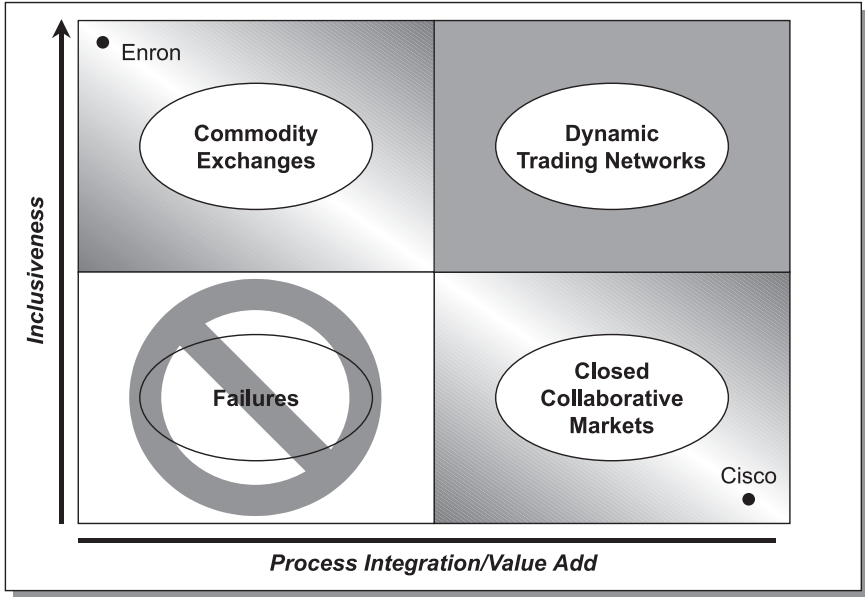 Enron
Commodity
Exchanges
Dynamic
Trading Networks
Inclusiveness
Failures
Closed
Collaborative
Markets
Cisco
Process Integration/Value Add